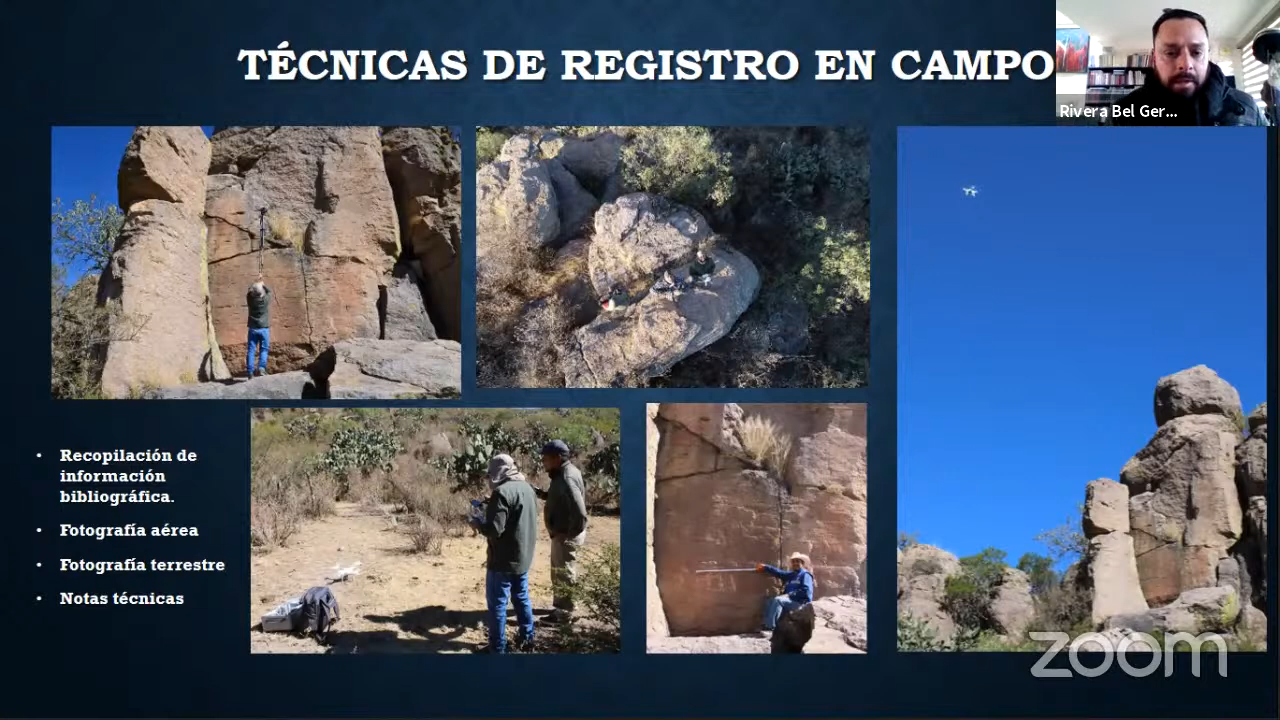 TÉCNICAS DE REGISTRO EN CAMPO
Rivera Bel Ger...
• Recopilación de
información
bibliográfica.
• Fotografía aérea
• Fotografía terrestre
• Notas técnicas
zoom